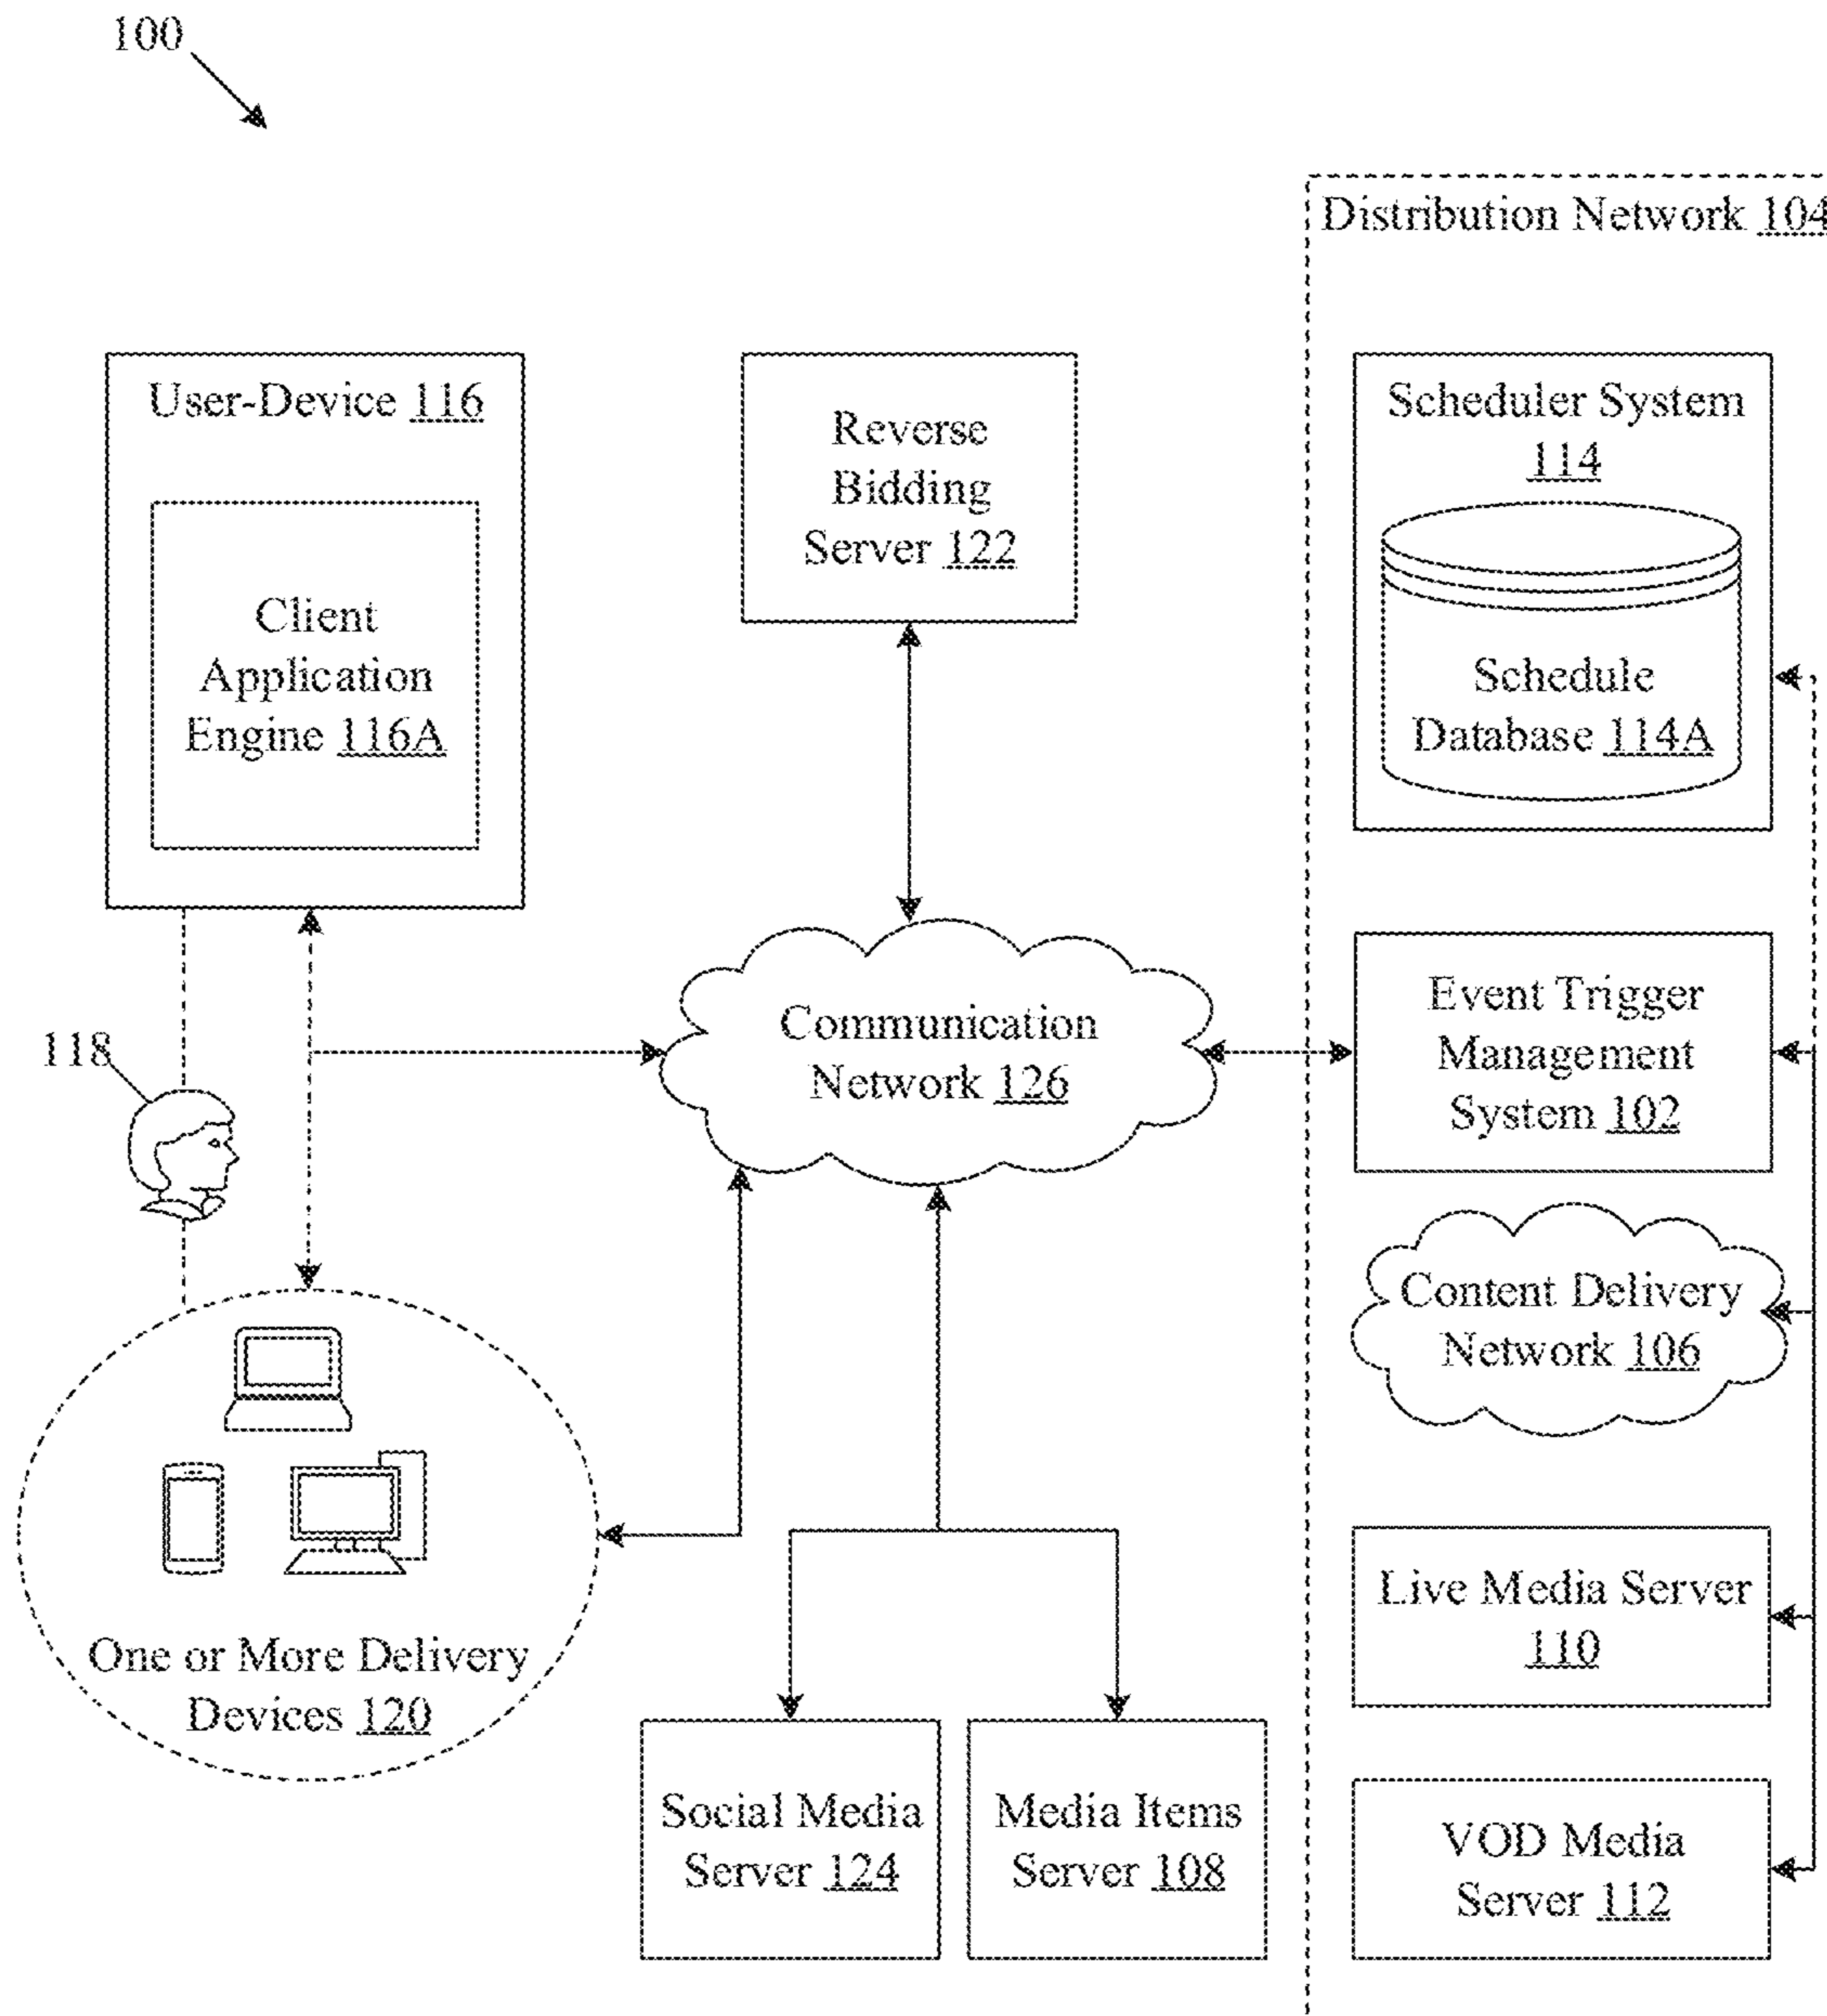 100
Distribution Network 104
User-Device 116
Client
Application
Engine 116A
Reverse
Bidding
Server 122
Scheduler System
114
Schedule
Database 114A
118
Communication
Network 126
Event Trigger
Management
System 102
Content Delivery
Network 106
One or More Delivery
Devices 120
Live Media Server
110
Social Media
Server 124
Media Items
Server 108
VOD Media
Server 112